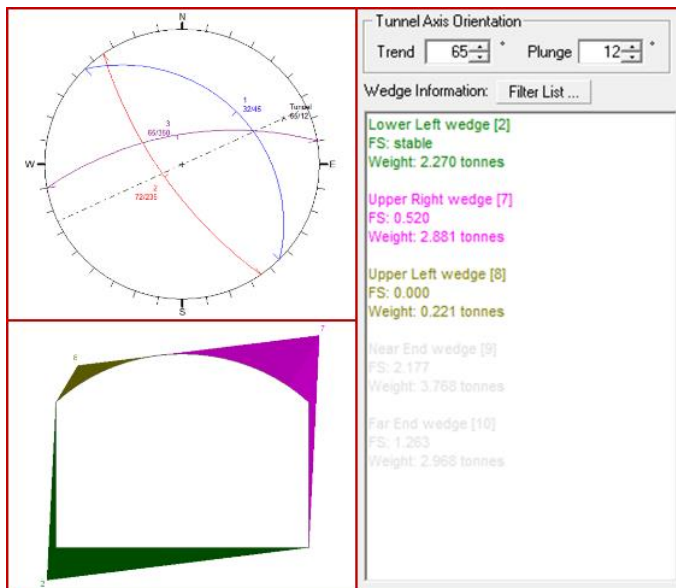 N
1
32/45
Tunnel
65/12
3
W
E
2
S
Tunnel Axis Orientation
Trend 65 ° Plunge 12 °
Wedge Information: Filter List ...
Lower Left wedge [2]
FS: stable
Weight: 2.270 tonnes
Upper Right wedge [7]
FS: 0.520
Weight: 2.881 tonnes
Upper Left wedge [8]
FS: 0.000
Weight: 0.221 tonnes
Near End wedge [9]
FS: 2.177
Weight: 3.768 tonnes
Far End wedge [10]
FS: 1.263
Weight: 2.968 tonnes
7
8
2